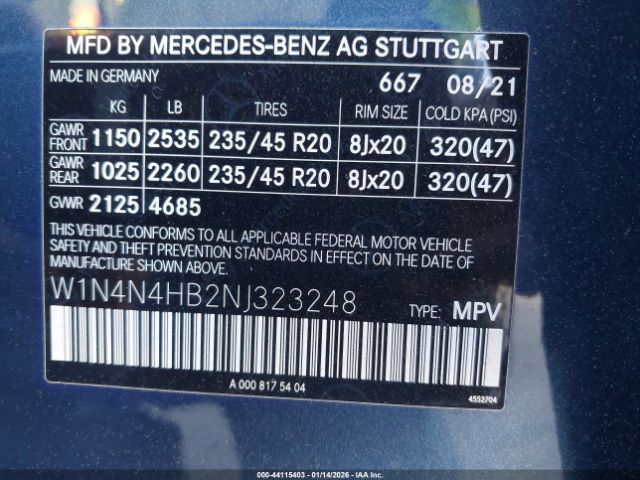 MFD BY MERCEDES-BENZ AG STUTTGART
MADE IN GERMANY 667 08/21
KG LB TIRES RIM SIZE COLD KPA (PSI)
GAWR FRONT 1150 2535 235/45 R20 8Jx20 320(47)
GAWR REAR 1025 2260 235/45 R20 8Jx20 320(47)
GVWR 2125 4685
THIS VEHICLE CONFORMS TO ALL APPLICABLE FEDERAL MOTOR VEHICLE
SAFETY AND THEFT PREVENTION STANDARDS IN EFFECT ON THE DATE OF
MANUFACTURE SHOWN ABOVE.
W1N4N4HB2NJ323248 TYPE: MPV
A 000 817 54 04
4552704
000-44115403 - 01/14/2026 - IAAI.COM